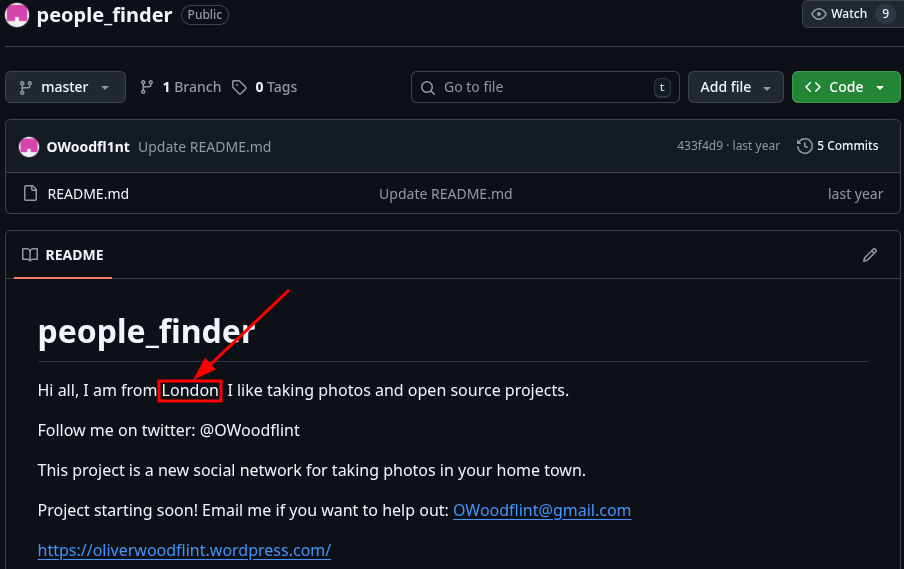 people_finder Public Watch 9
master 1 Branch 0 Tags Go to file t Add file Code
OWoodfl1nt Update README.md 433f4d9 · last year 5 Commits
README.md Update README.md last year
README
people_finder
Hi all, I am from London I like taking photos and open source projects.
Follow me on twitter: @OWoodflint
This project is a new social network for taking photos in your home town.
Project starting soon! Email me if you want to help out: OWoodflint@gmail.com
https://oliverwoodflint.wordpress.com/